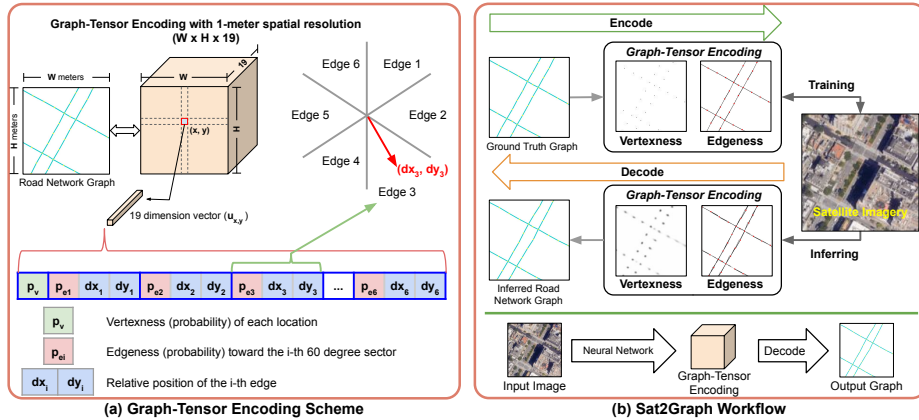 Graph-Tensor Encoding with 1-meter spatial resolution
(W x H x 19)
W meters
H meters
Road Network Graph
W
19
H
(x, y)
19 dimension vector (u_x,y)
Edge 6
Edge 1
Edge 5
Edge 2
Edge 4
(dx_3, dy_3)
Edge 3
p_v p_e1 dx_1 dy_1 p_e2 dx_2 dy_2 p_e3 dx_3 dy_3 ... p_e6 dx_6 dy_6
p_v Vertexness (probability) of each location
p_ei Edgeness (probability) toward the i-th 60 degree sector
dx_i dy_i Relative position of the i-th edge
(a) Graph-Tensor Encoding Scheme
Encode
Graph-Tensor Encoding
Ground Truth Graph
Vertexness
Edgeness
Training
Decode
Graph-Tensor Encoding
Satellite Imagery
Inferred Road
Network Graph
Vertexness
Edgeness
Inferring
Input Image
Neural Network
Graph-Tensor
Encoding
Decode
Output Graph
(b) Sat2Graph Workflow